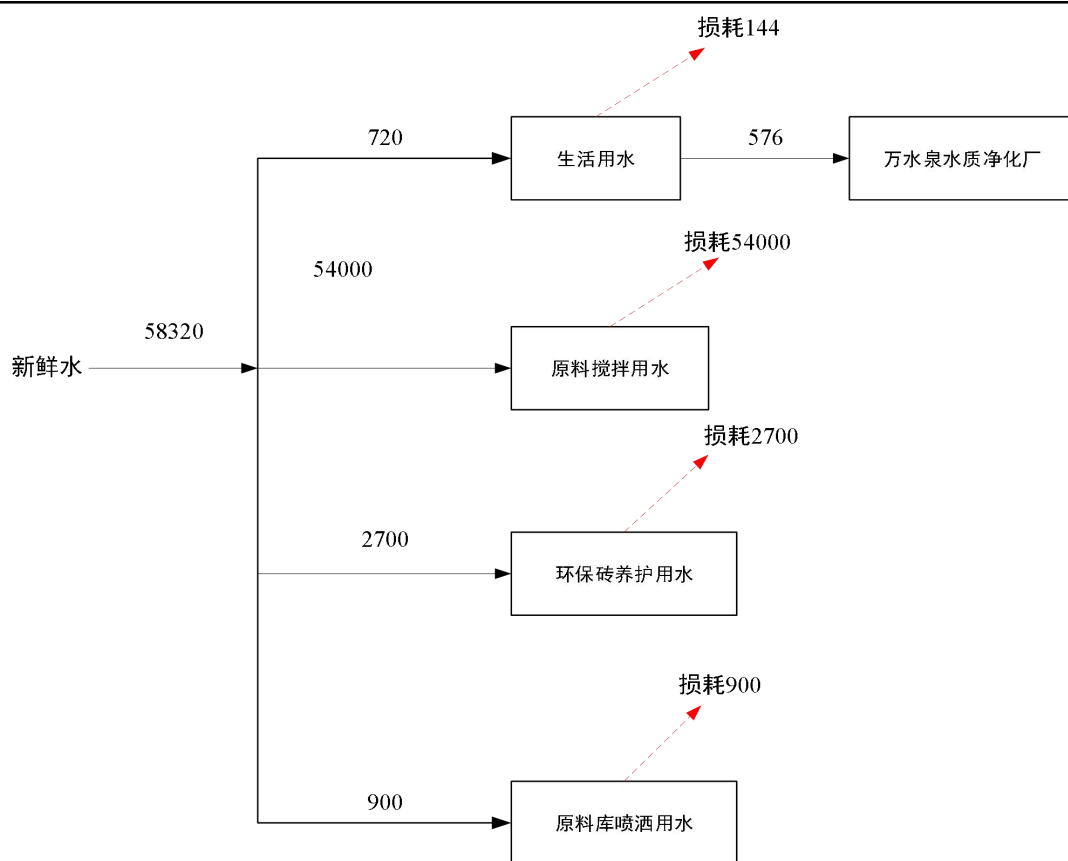 损耗144
720
生活用水
576
万水泉水质净化厂
损耗54000
54000
58320
新鲜水
原料搅拌用水
损耗2700
2700
环保砖养护用水
损耗900
900
原料库喷洒用水